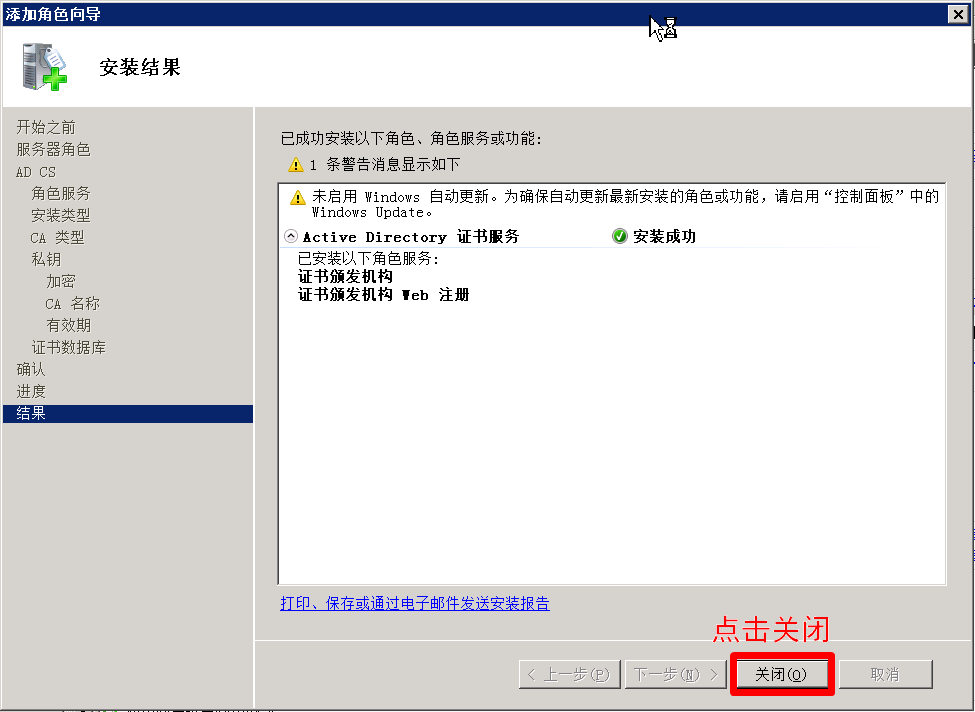 添加角色向导
安装结果
开始之前
服务器角色
AD CS
角色服务
安装类型
CA 类型
私钥
加密
CA 名称
有效期
证书数据库
确认
进度
结果
已成功安装以下角色、角色服务或功能:
1 条警告消息显示如下
未启用 Windows 自动更新。为确保自动更新最新安装的角色或功能，请启用“控制面板”中的
Windows Update。
Active Directory 证书服务 安装成功
已安装以下角色服务:
证书颁发机构
证书颁发机构 Web 注册
打印、保存或通过电子邮件发送安装报告
点击关闭
< 上一步(P) 下一步(N) > 关闭(O) 取消